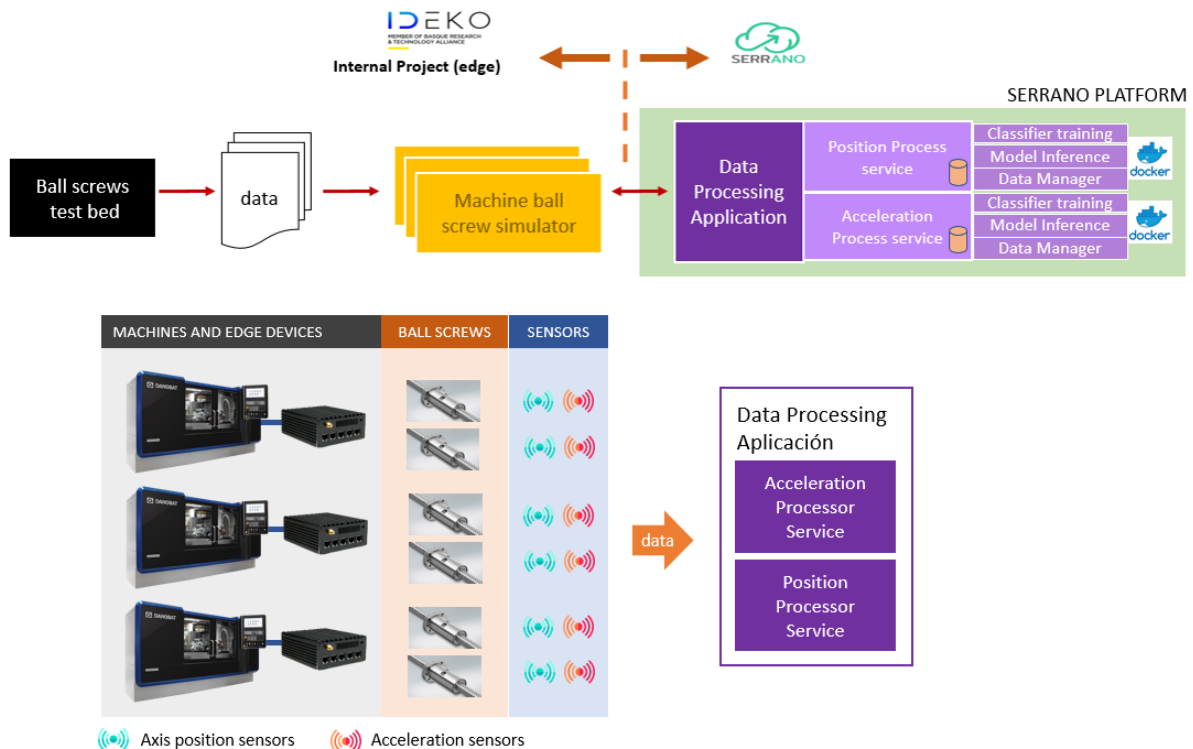 IDEKO
MEMBER OF BASQUE RESEARCH
& TECHNOLOGY ALLIANCE
Internal Project (edge)
SERRANO
SERRANO PLATFORM
Ball screws
test bed
data
Machine ball
screw simulator
Data
Processing
Application
Position Process
service
Classifier training
Model Inference
Data Manager
docker
Acceleration
Process service
Classifier training
Model Inference
Data Manager
docker
MACHINES AND EDGE DEVICES
BALL SCREWS
SENSORS
DANOBAT
DANOBAT
DANOBAT
data
Data Processing
Aplicación
Acceleration
Processor
Service
Position
Processor
Service
Axis position sensors
Acceleration sensors